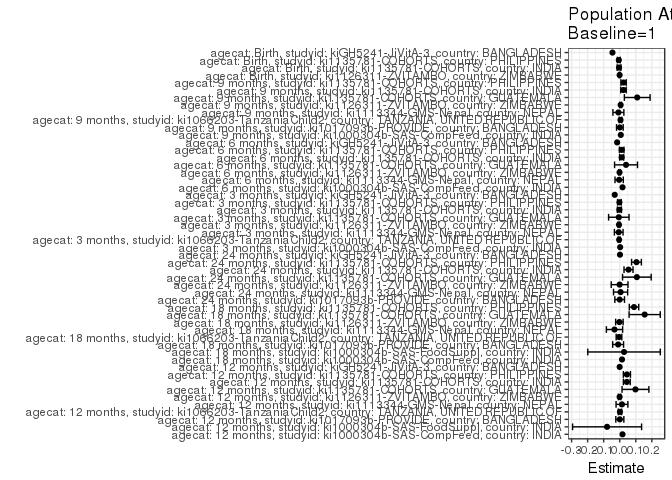 Population At
Baseline=1
agecat: Birth, studyid: kiGH5241-JiVitA-3, country: BANGLADESH
agecat: Birth, studyid: ki1135781-COHORTS, country: PHILIPPINES
agecat: Birth, studyid: ki1135781-COHORTS, country: INDIA
agecat: Birth, studyid: ki1126311-ZVITAMBO, country: ZIMBABWE
agecat: 9 months, studyid: ki1135781-COHORTS, country: PHILIPPINES
agecat: 9 months, studyid: ki1135781-COHORTS, country: INDIA
agecat: 9 months, studyid: ki1135781-COHORTS, country: GUATEMALA
agecat: 9 months, studyid: ki1126311-ZVITAMBO, country: ZIMBABWE
agecat: 9 months, studyid: ki1113344-GMS-Nepal, country: NEPAL
agecat: 9 months, studyid: ki1066203-TanzaniaChild2, country: TANZANIA, UNITED REPUBLIC OF
agecat: 9 months, studyid: ki1017093b-PROVIDE, country: BANGLADESH
agecat: 9 months, studyid: ki1000304b-SAS-CompFeed, country: INDIA
agecat: 6 months, studyid: kiGH5241-JiVitA-3, country: BANGLADESH
agecat: 6 months, studyid: ki1135781-COHORTS, country: PHILIPPINES
agecat: 6 months, studyid: ki1135781-COHORTS, country: INDIA
agecat: 6 months, studyid: ki1135781-COHORTS, country: GUATEMALA
agecat: 6 months, studyid: ki1126311-ZVITAMBO, country: ZIMBABWE
agecat: 6 months, studyid: ki1113344-GMS-Nepal, country: NEPAL
agecat: 6 months, studyid: ki1000304b-SAS-CompFeed, country: INDIA
agecat: 3 months, studyid: kiGH5241-JiVitA-3, country: BANGLADESH
agecat: 3 months, studyid: ki1135781-COHORTS, country: PHILIPPINES
agecat: 3 months, studyid: ki1135781-COHORTS, country: INDIA
agecat: 3 months, studyid: ki1135781-COHORTS, country: GUATEMALA
agecat: 3 months, studyid: ki1126311-ZVITAMBO, country: ZIMBABWE
agecat: 3 months, studyid: ki1113344-GMS-Nepal, country: NEPAL
agecat: 3 months, studyid: ki1066203-TanzaniaChild2, country: TANZANIA, UNITED REPUBLIC OF
agecat: 3 months, studyid: ki1000304b-SAS-CompFeed, country: INDIA
agecat: 24 months, studyid: kiGH5241-JiVitA-3, country: BANGLADESH
agecat: 24 months, studyid: ki1135781-COHORTS, country: PHILIPPINES
agecat: 24 months, studyid: ki1135781-COHORTS, country: INDIA
agecat: 24 months, studyid: ki1135781-COHORTS, country: GUATEMALA
agecat: 24 months, studyid: ki1126311-ZVITAMBO, country: ZIMBABWE
agecat: 24 months, studyid: ki1113344-GMS-Nepal, country: NEPAL
agecat: 24 months, studyid: ki1017093b-PROVIDE, country: BANGLADESH
agecat: 18 months, studyid: ki1135781-COHORTS, country: PHILIPPINES
agecat: 18 months, studyid: ki1135781-COHORTS, country: GUATEMALA
agecat: 18 months, studyid: ki1126311-ZVITAMBO, country: ZIMBABWE
agecat: 18 months, studyid: ki1113344-GMS-Nepal, country: NEPAL
agecat: 18 months, studyid: ki1066203-TanzaniaChild2, country: TANZANIA, UNITED REPUBLIC OF
agecat: 18 months, studyid: ki1017093b-PROVIDE, country: BANGLADESH
agecat: 18 months, studyid: ki1000304b-SAS-FoodSuppl, country: INDIA
agecat: 18 months, studyid: ki1000304b-SAS-CompFeed, country: INDIA
agecat: 12 months, studyid: kiGH5241-JiVitA-3, country: BANGLADESH
agecat: 12 months, studyid: ki1135781-COHORTS, country: PHILIPPINES
agecat: 12 months, studyid: ki1135781-COHORTS, country: INDIA
agecat: 12 months, studyid: ki1135781-COHORTS, country: GUATEMALA
agecat: 12 months, studyid: ki1126311-ZVITAMBO, country: ZIMBABWE
agecat: 12 months, studyid: ki1113344-GMS-Nepal, country: NEPAL
agecat: 12 months, studyid: ki1066203-TanzaniaChild2, country: TANZANIA, UNITED REPUBLIC OF
agecat: 12 months, studyid: ki1017093b-PROVIDE, country: BANGLADESH
agecat: 12 months, studyid: ki1000304b-SAS-FoodSuppl, country: INDIA
agecat: 12 months, studyid: ki1000304b-SAS-CompFeed, country: INDIA
-0.3-0.2-0.10.00.10.2
Estimate